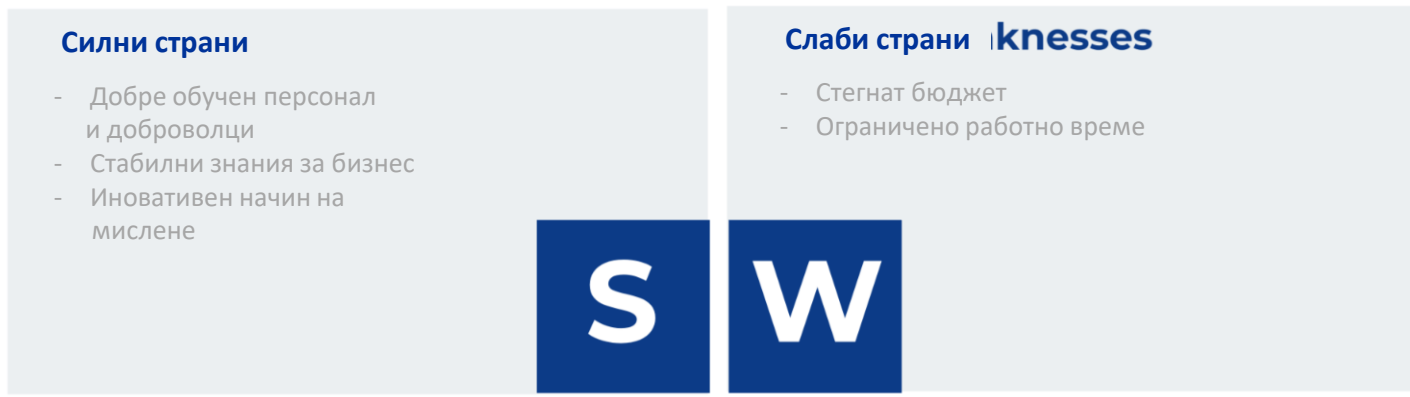 Силни страни
- Добре обучен персонал
и доброволци
- Стабилни знания за бизнес
- Иновативен начин на
мислене
S
Слаби страни knesses
- Стегнат бюджет
- Ограничено работно време
W